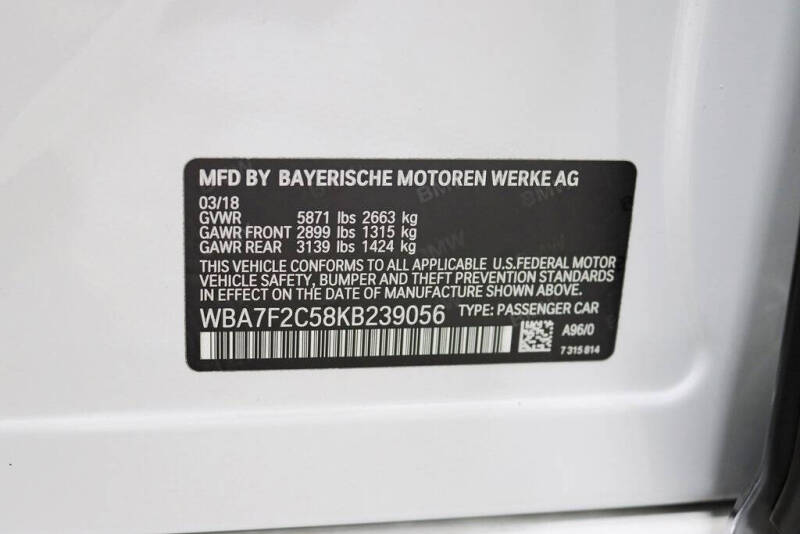 MFD BY BAYERISCHE MOTOREN WERKE AG
03/18
GVWR 5871 lbs 2663 kg
GAWR FRONT 2899 lbs 1315 kg
GAWR REAR 3139 lbs 1424 kg
THIS VEHICLE CONFORMS TO ALL APPLICABLE U.S.FEDERAL MOTOR
VEHICLE SAFETY, BUMPER AND THEFT PREVENTION STANDARDS
IN EFFECT ON THE DATE OF MANUFACTURE SHOWN ABOVE.
WBA7F2C58KB239056 TYPE: PASSENGER CAR
A96/0
7 315 814